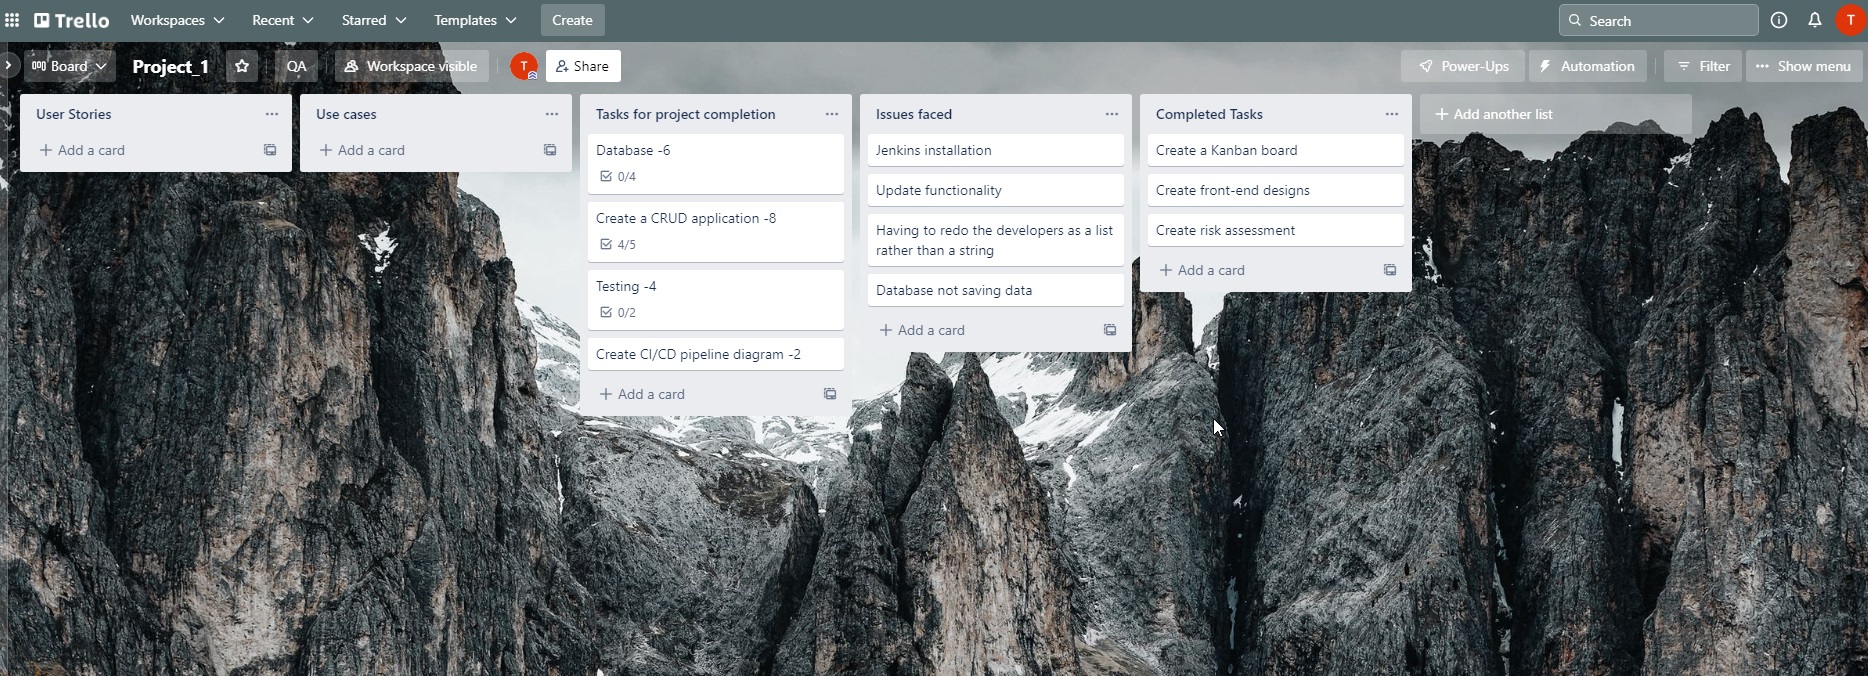 Trello
Workspaces
Recent
Starred
Templates
Create
Search
T
Board
Project_1
QA
Workspace visible
T
Share
Power-Ups
Automation
Filter
Show menu
User Stories
Add a card
Use cases
Add a card
Tasks for project completion
Database -6
0/4
Create a CRUD application -8
4/5
Testing -4
0/2
Create CI/CD pipeline diagram -2
Add a card
Issues faced
Jenkins installation
Update functionality
Having to redo the developers as a list
rather than a string
Database not saving data
Add a card
Completed Tasks
Create a Kanban board
Create front-end designs
Create risk assessment
Add a card
Add another list